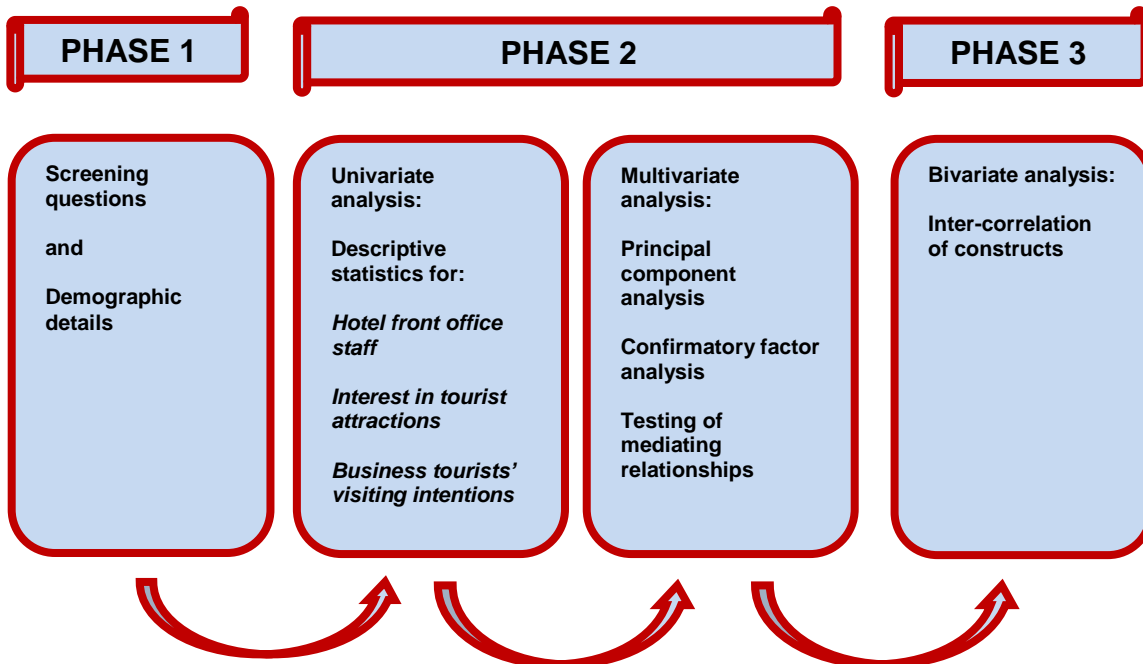 PHASE 1
PHASE 2
PHASE 3
Screening
questions
and
Demographic
details
Univariate
analysis:
Descriptive
statistics for:
Hotel front office
staff
Interest in tourist
attractions
Business tourists’
visiting intentions
Multivariate
analysis:
Principal
component
analysis
Confirmatory factor
analysis
Testing of
mediating
relationships
Bivariate analysis:
Inter-correlation
of constructs